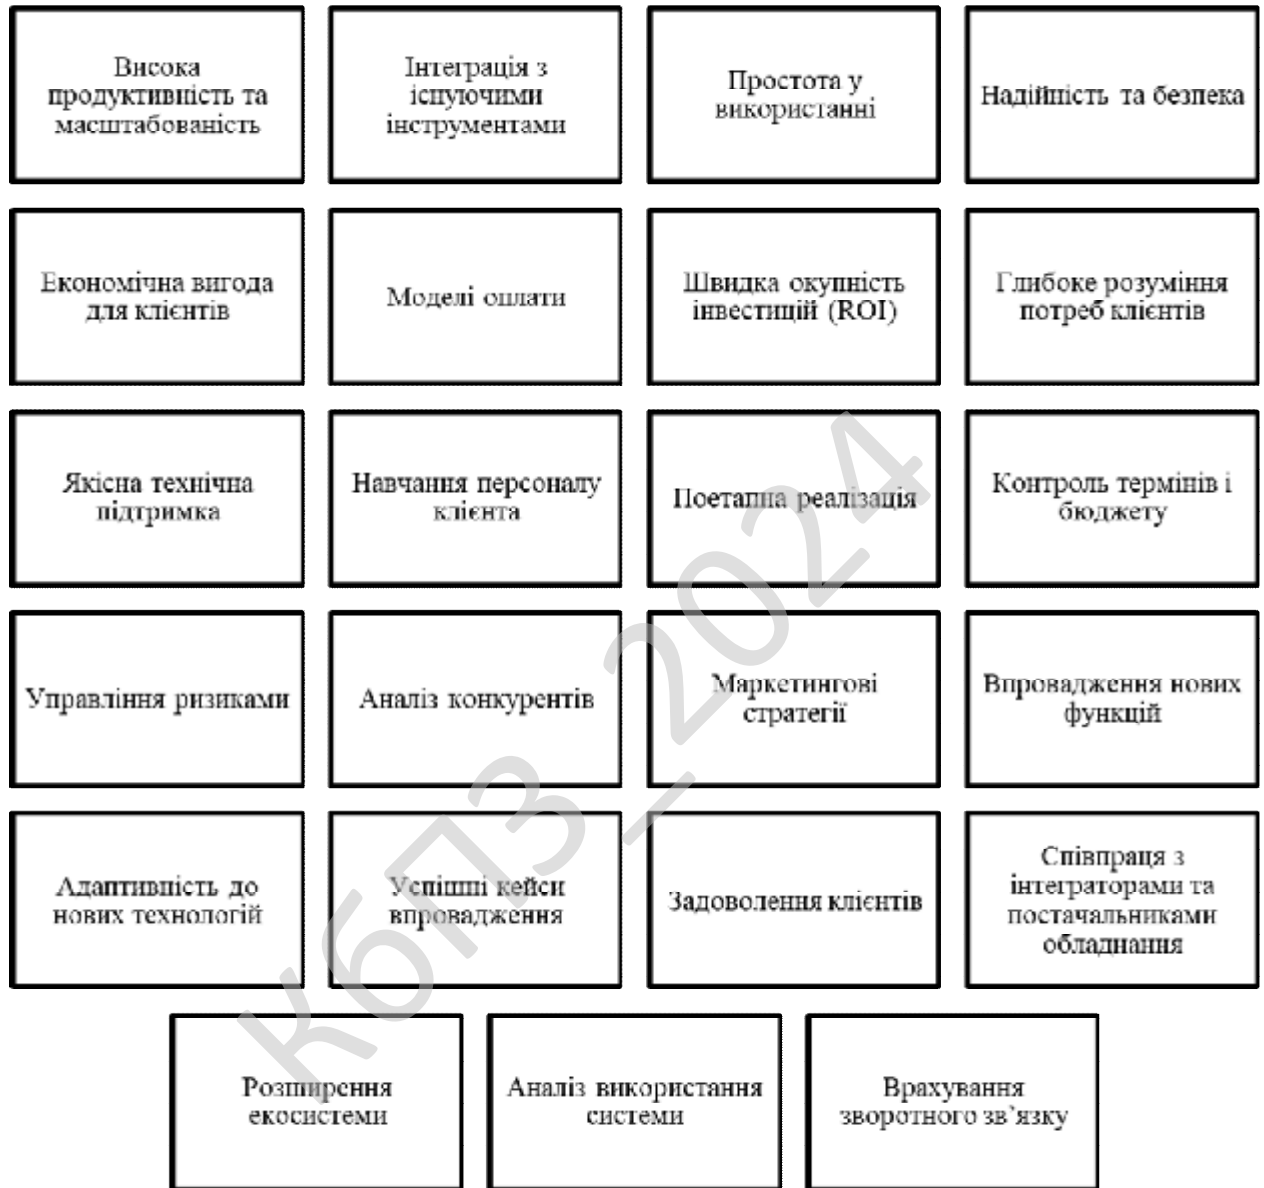 Висока
продуктивність та
масштабованість
Інтеграція з
існуючими
інструментами
Простота у
використанні
Надійність та безпека
Економічна вигода
для клієнтів
Моделі оплати
Швидка окупність
інвестицій (ROI)
Глибоке розуміння
потреб клієнтів
Якісна технічна
підтримка
Навчання персоналу
клієнта
Поетапна реалізація
Контроль термінів і
бюджету
Управління ризиками
Аналіз конкурентів
Маркетингові
стратегії
Впровадження нових
функцій
Адаптивність до
нових технологій
Успішні кейси
впровадження
Задоволення клієнтів
Співпраця з
інтеграторами та
постачальниками
обладнання
Розширення
екосистеми
Аналіз використання
системи
Врахування
зворотного зв’язку
КбПЗ_2024